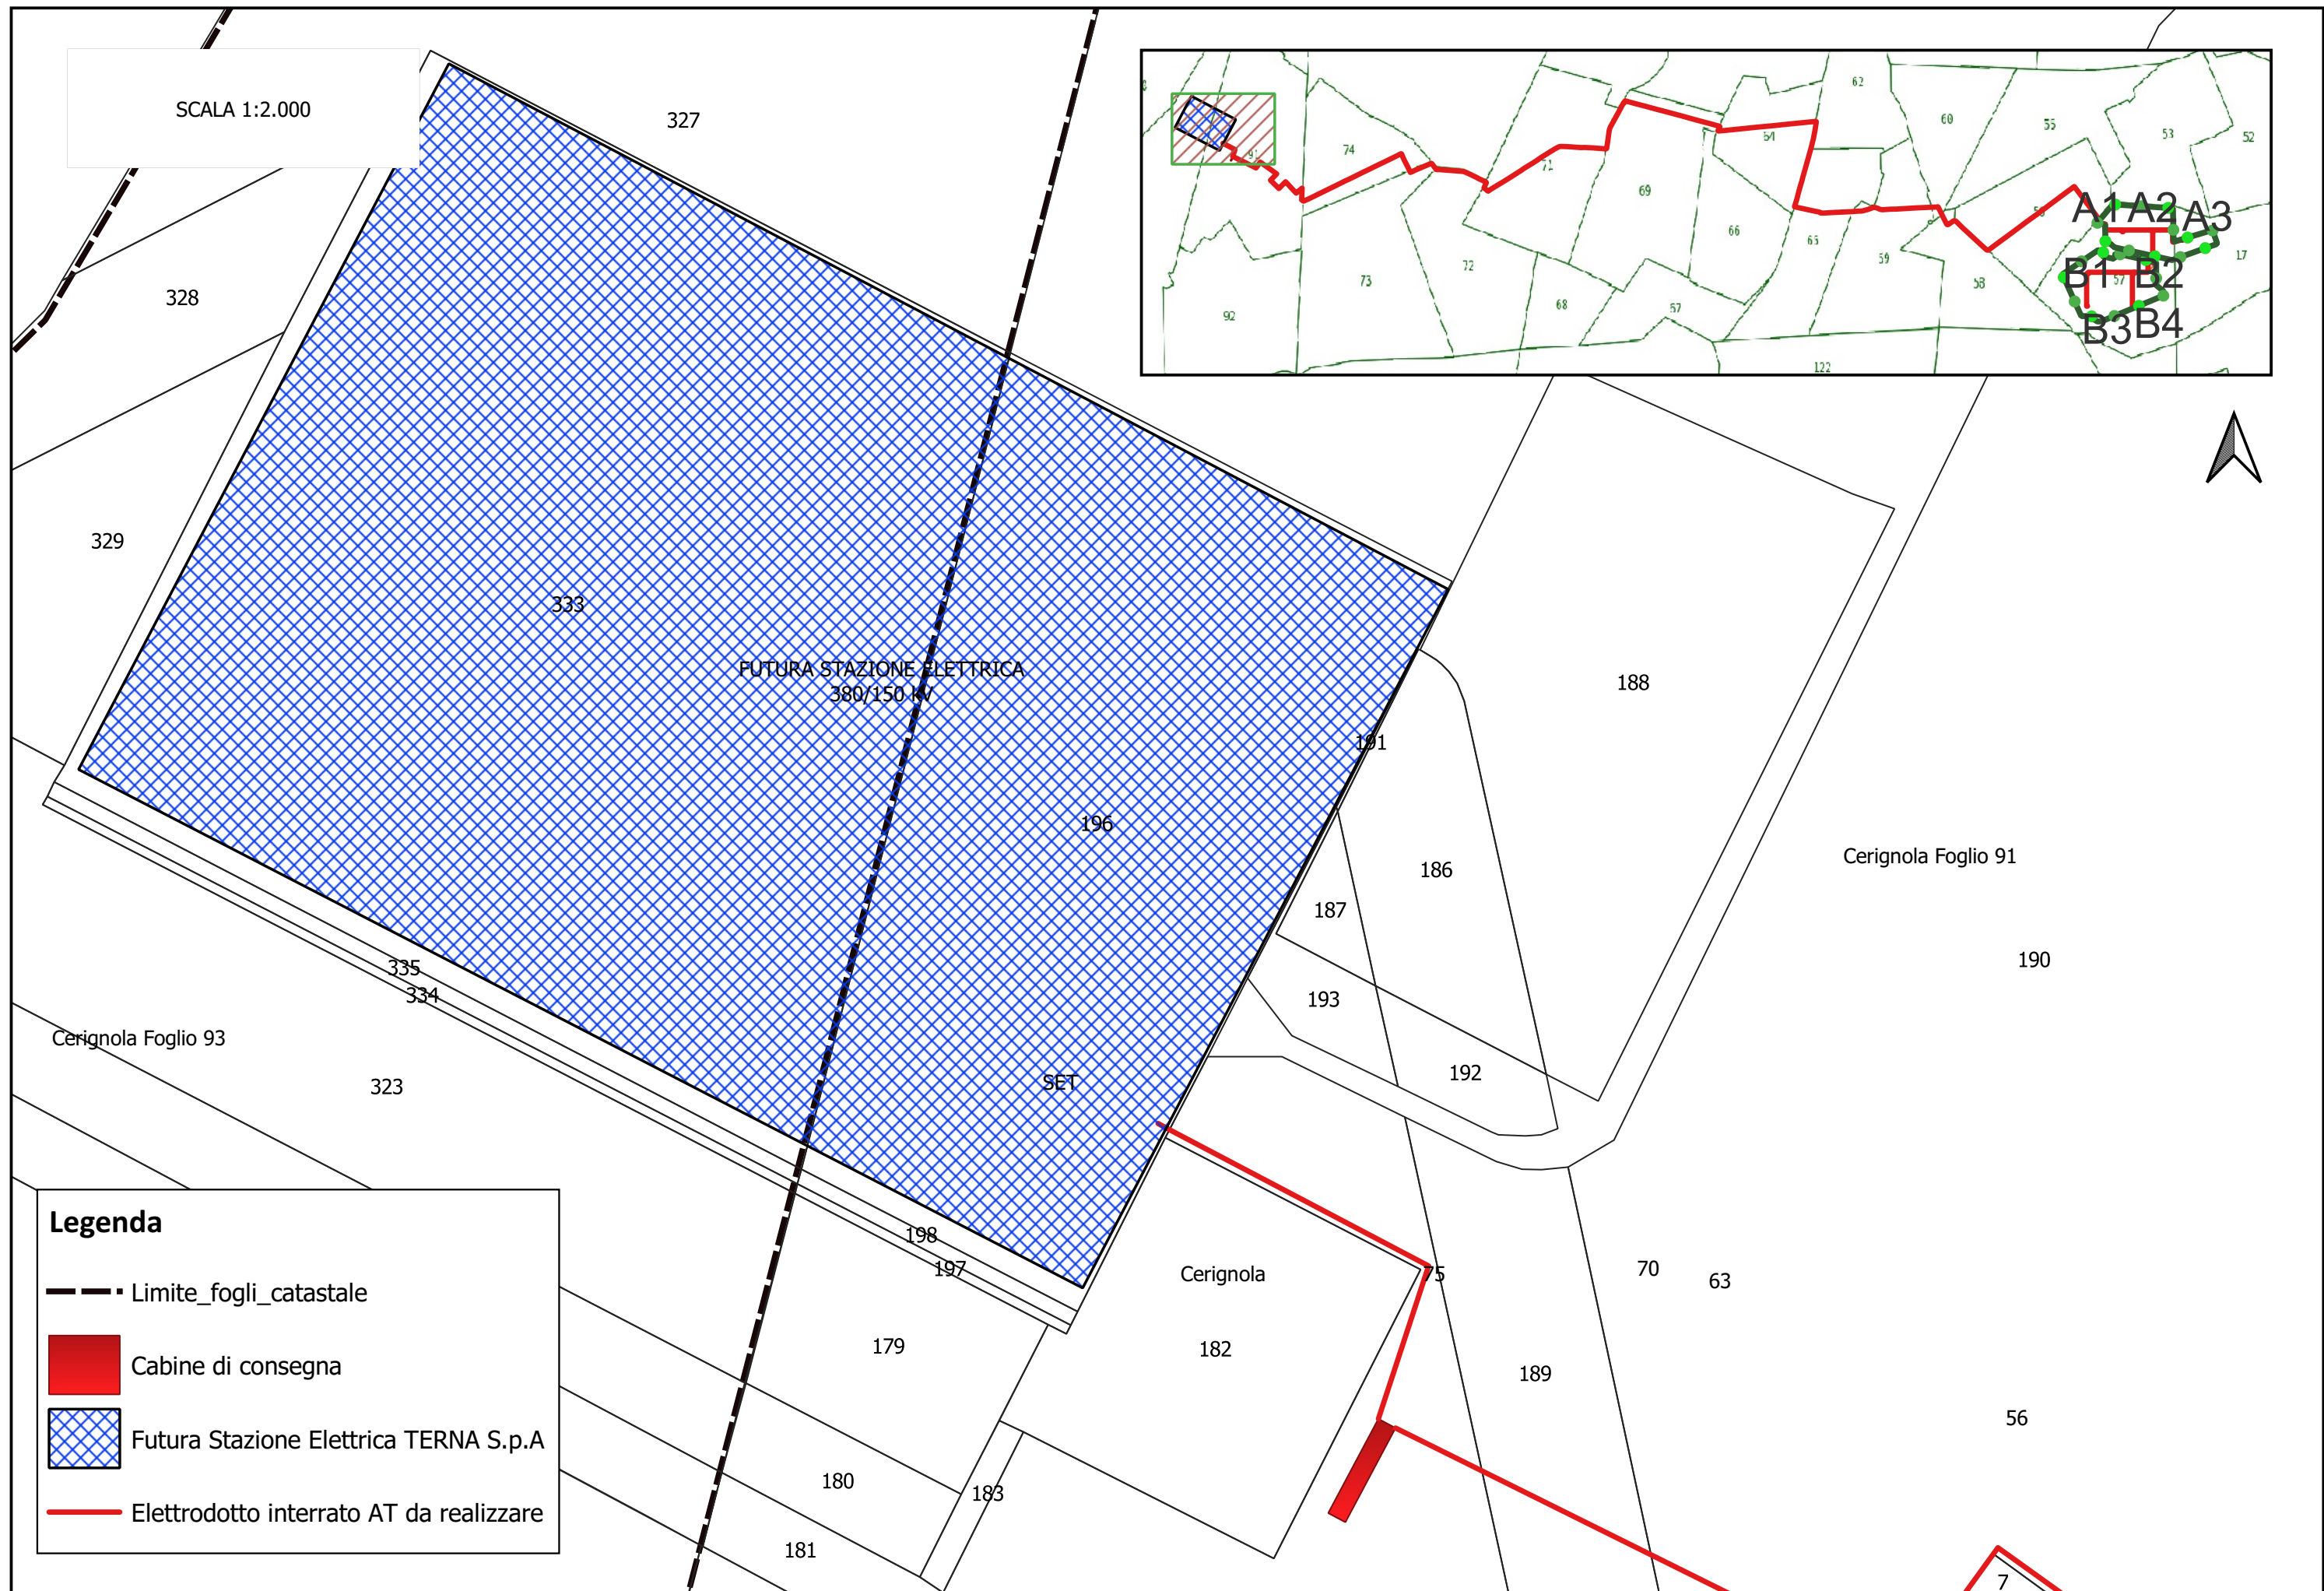 SCALA 1:2.000
327
328
329
333
FUTURA STAZIONE ELETTRICA
380/150 kV
191
196
188
186
187
193
192
Cerignola Foglio 91
190
335
334
Cerignola Foglio 93
323
SET
198
197
179
180
181
183
Cerignola
182
75
70
63
189
56
7
Legenda
Limite_fogli_catastale
Cabine di consegna
Futura Stazione Elettrica TERNA S.p.A
Elettrodotto interrato AT da realizzare
62
60
55
53
52
74
91
71
64
69
66
65
59
58
72
73
68
67
92
122
17
57
A1
A2
A3
B1
B2
B3
B4